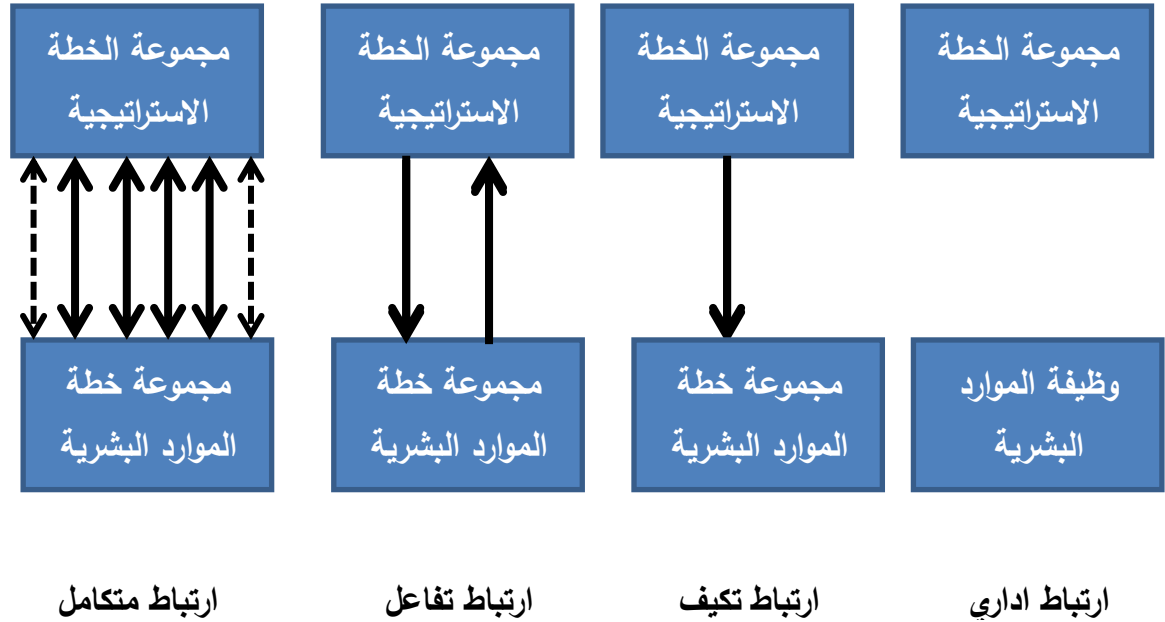 مجموعة الخطة
الاستراتيجية
مجموعة الخطة
الاستراتيجية
مجموعة الخطة
الاستراتيجية
مجموعة الخطة
الاستراتيجية
وظيفة الموارد
البشرية
مجموعة خطة
الموارد البشرية
مجموعة خطة
الموارد البشرية
مجموعة خطة
الموارد البشرية
ارتباط اداري
ارتباط تكيف
ارتباط تفاعل
ارتباط متكامل